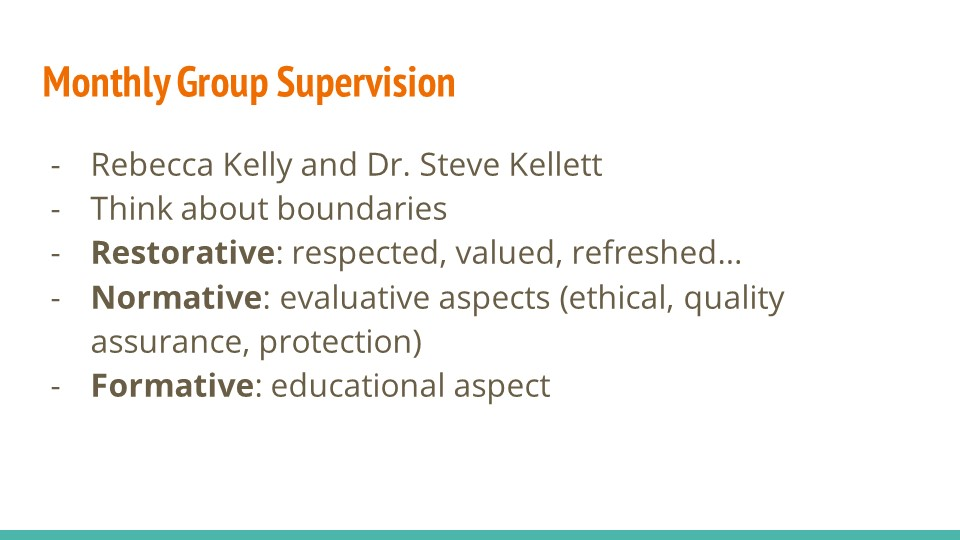 Monthly Group Supervision
- Rebecca Kelly and Dr. Steve Kellett
- Think about boundaries
- Restorative: respected, valued, refreshed...
- Normative: evaluative aspects (ethical, quality
assurance, protection)
- Formative: educational aspect